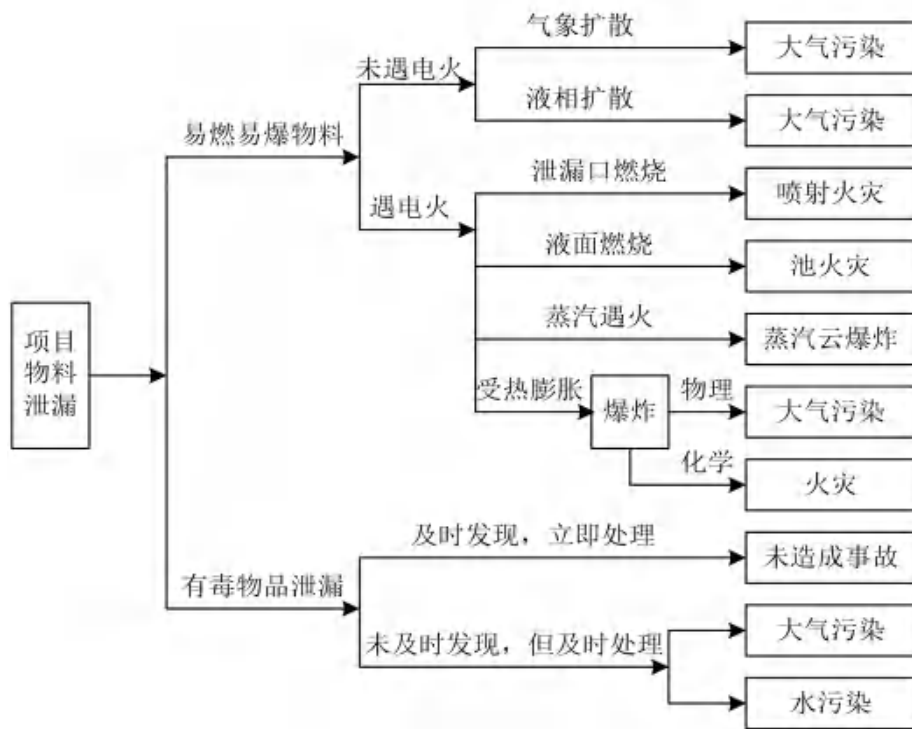 气象扩散
大气污染
未遇电火
液相扩散
大气污染
易燃易爆物料
泄漏口燃烧
喷射火灾
遇电火
液面燃烧
池火灾
蒸汽遇火
蒸汽云爆炸
项目
物料
泄漏
受热膨胀
爆炸
物理
大气污染
化学
火灾
及时发现，立即处理
未造成事故
有毒物品泄漏
未及时发现，但及时处理
大气污染
水污染